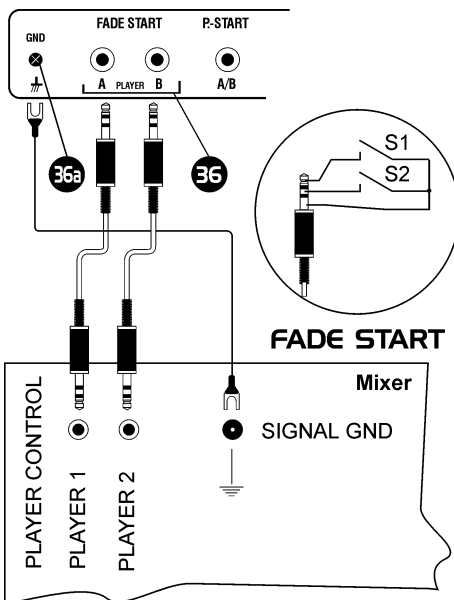 FADE START
P.-START
GND
A PLAYER B
A/B
36a
36
S1
S2
FADE START
Mixer
PLAYER CONTROL
PLAYER 1
PLAYER 2
SIGNAL GND